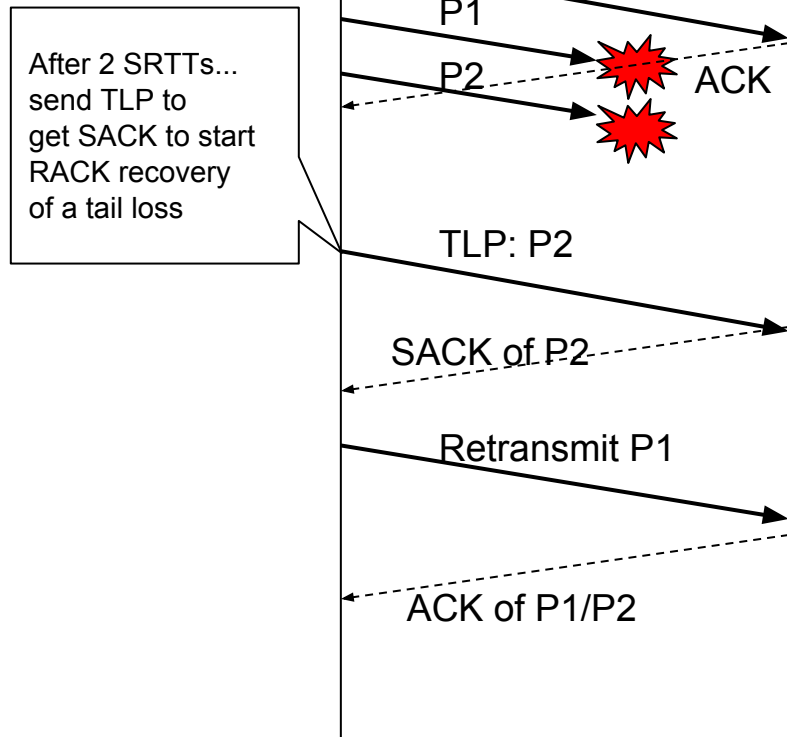 P1
After 2 SRTTs...
send TLP to
get SACK to start
RACK recovery
of a tail loss
P2
ACK
TLP: P2
SACK of P2
Retransmit P1
ACK of P1/P2